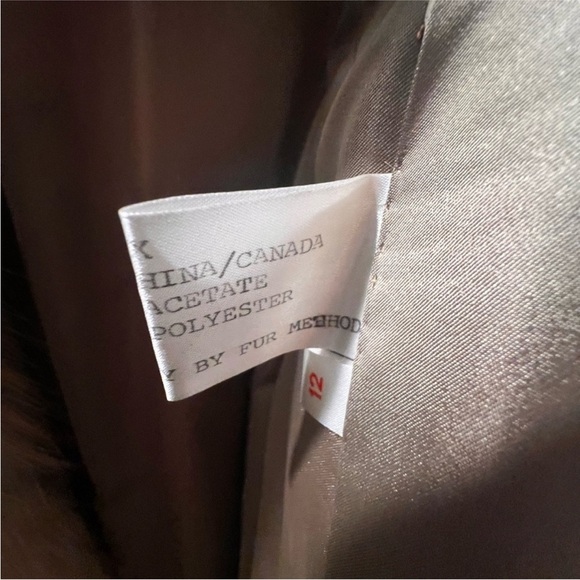 X
HINA/CANADA
ACETATE
POLYESTER
Y BY FUR METHOD
12